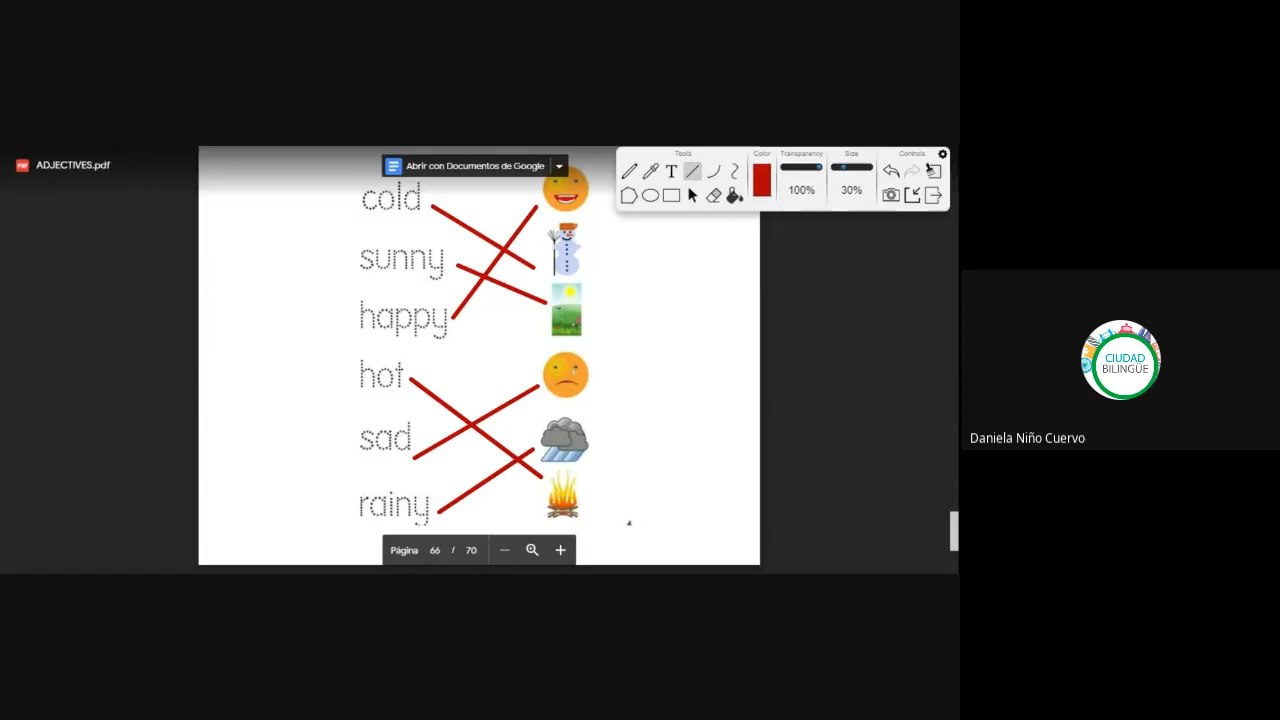 PDF ADJECTIVES.pdf
Abrir con Documentos de Google
Tools
Color
Transparency
Size
Controls
T
100%
30%
cold
sunny
happy
hot
sad
rainy
Página 66 / 70
CIUDAD
BILINGÜE
Daniela Niño Cuervo